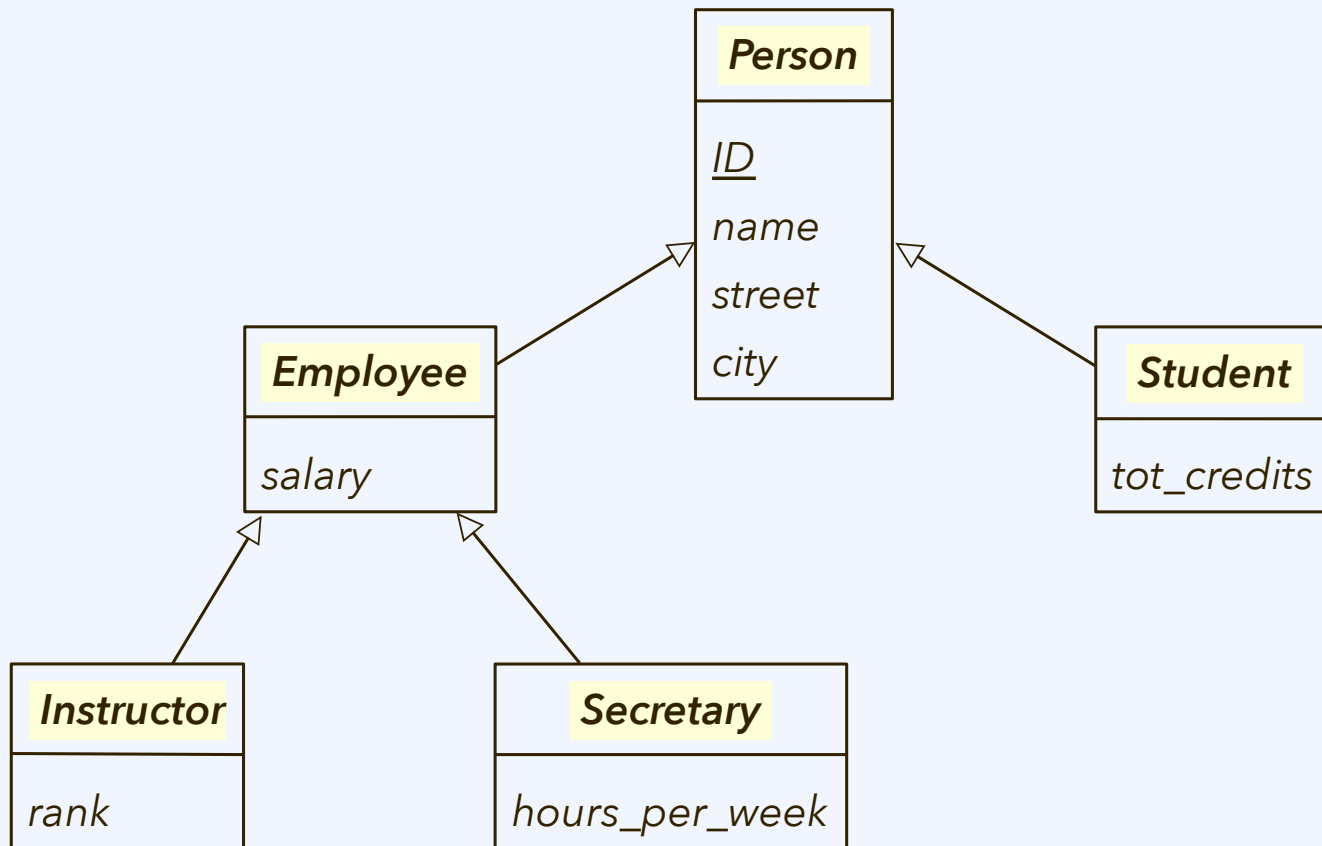 Person
ID
name
street
city
Employee
salary
Student
tot_credits
Instructor
rank
Secretary
hours_per_week